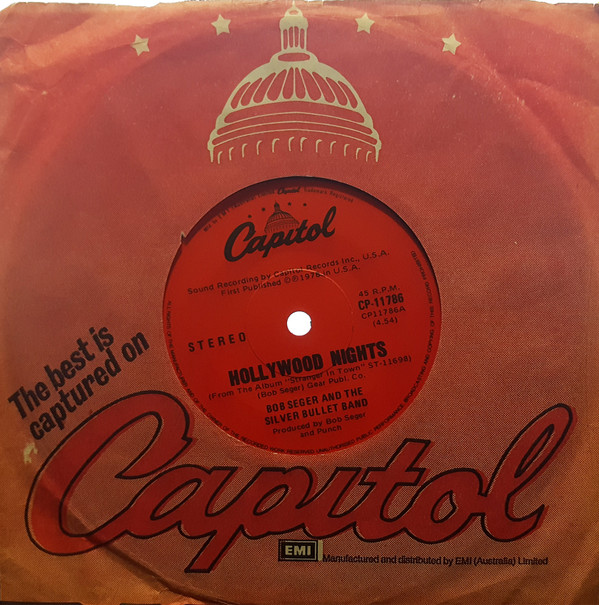 Capitol
Sound Recording by Capitol Records Inc., U.S.A.
First Published ©℗1978 in U.S.A.
45 R.P.M.
CP-11786
CP11786A
(4.54)
STEREO
HOLLYWOOD NIGHTS
(From The Album "Stranger In Town" ST-11698)
(Bob Seger) Gear Publ. Co.
BOB SEGER AND THE
SILVER BULLET BAND
Produced by Bob Seger
and Punch
The best is
captured on
Capitol
EMI
Manufactured and distributed by EMI (Australia) Limited